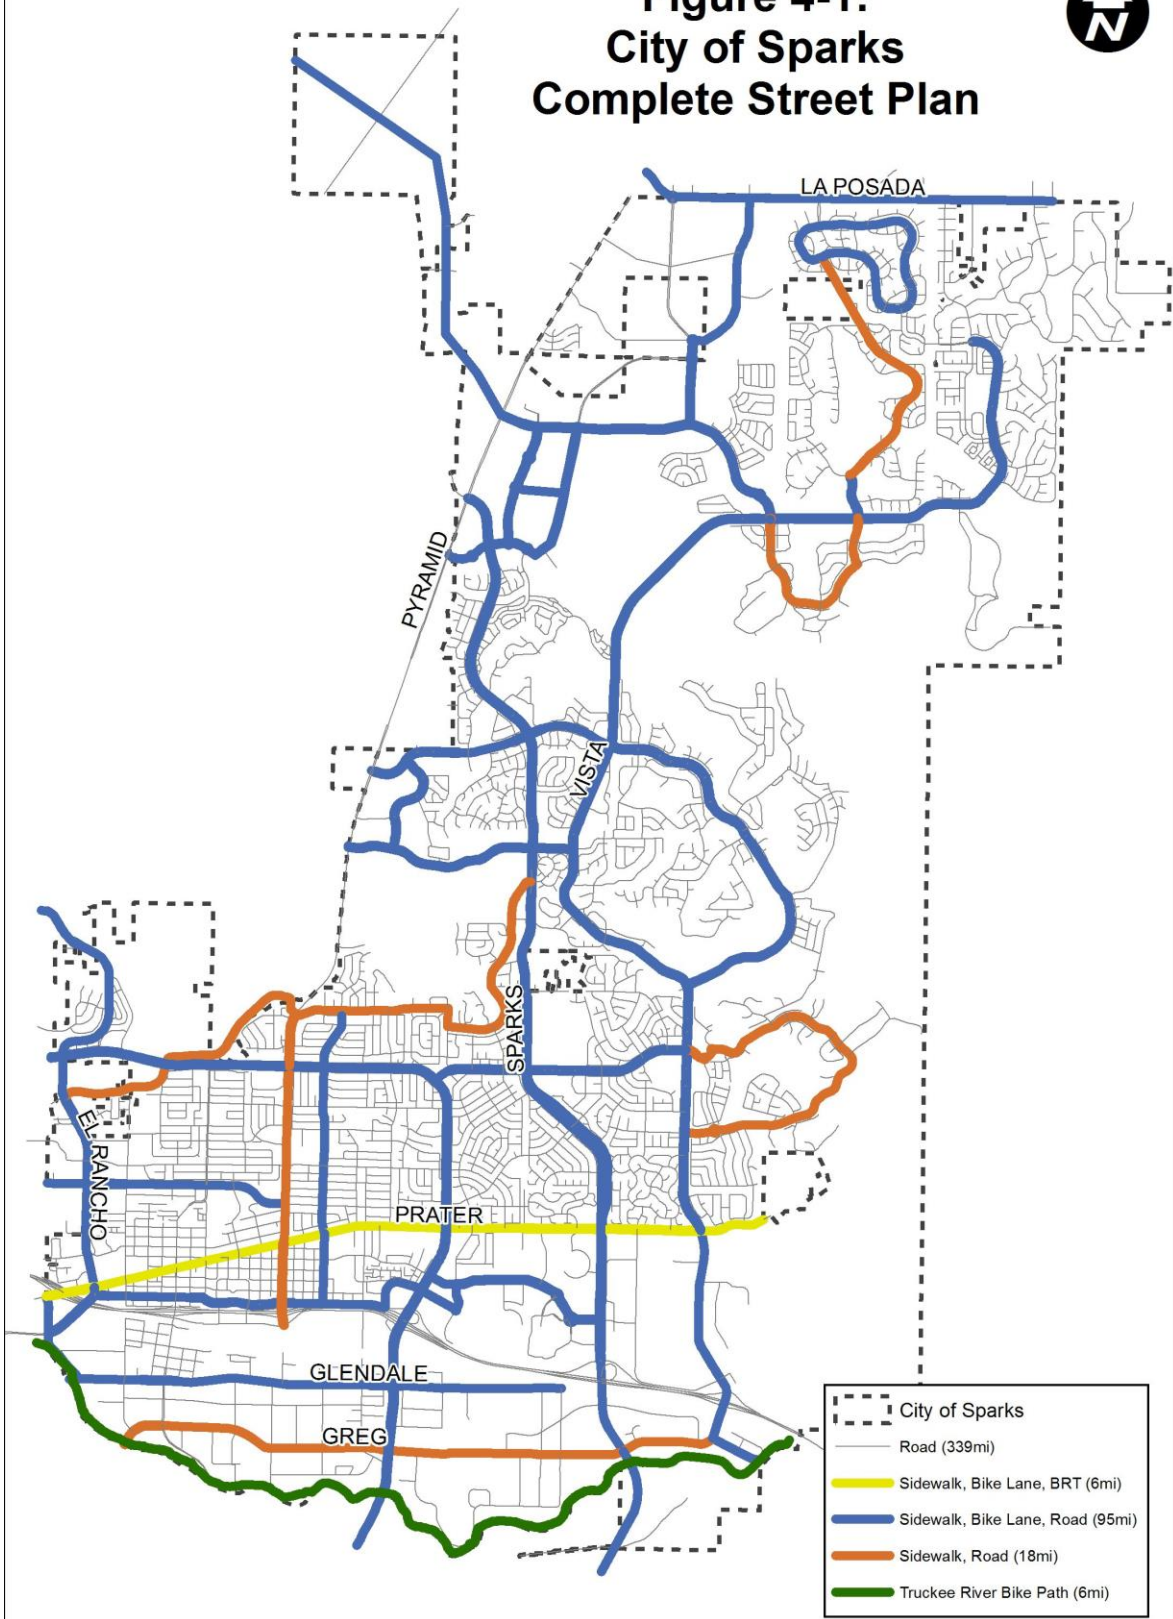 Figure 4-1:
City of Sparks
Complete Street Plan
N
LA POSADA
PYRAMID
VISTA
SPARKS
EL RANCHO
PRATER
GLENDALE
GREG
City of Sparks
Road (339mi)
Sidewalk, Bike Lane, BRT (6mi)
Sidewalk, Bike Lane, Road (95mi)
Sidewalk, Road (18mi)
Truckee River Bike Path (6mi)